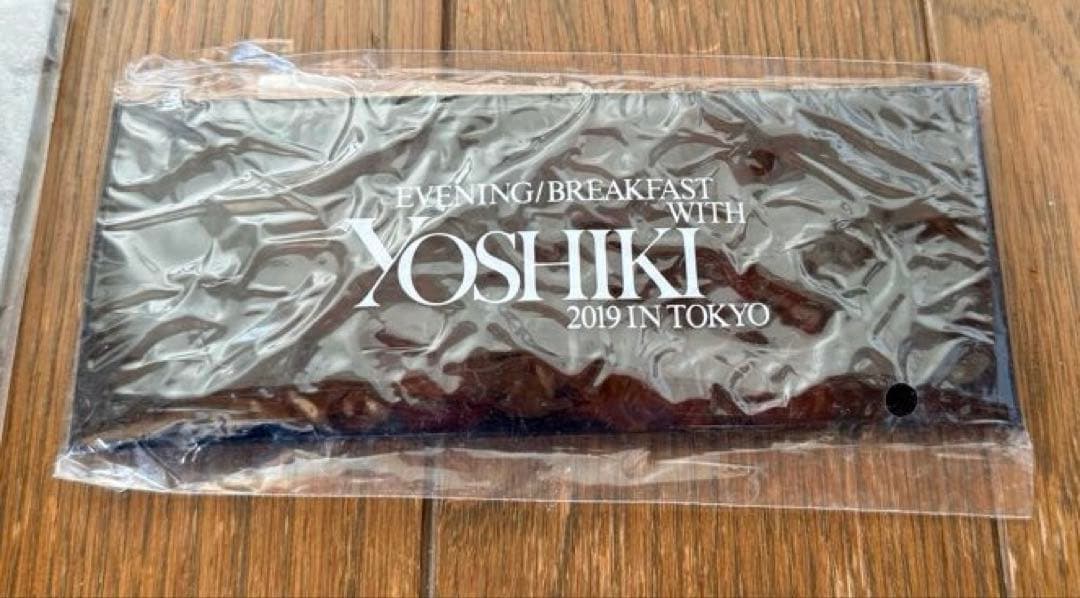 EVENING/BREAKFAST
WITH
YOSHIKI
2019 IN TOKYO